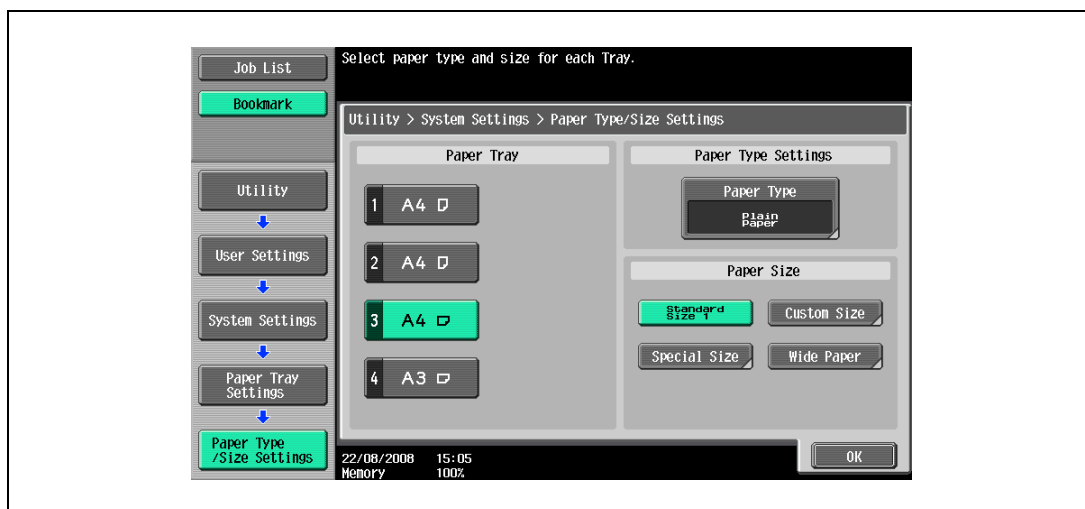 Job List
Bookmark
Select paper type and size for each Tray.
Utility > System Settings > Paper Type/Size Settings
Utility
User Settings
System Settings
Paper Tray
Settings
Paper Type
/Size Settings
Paper Tray
1 A4
2 A4
3 A4
4 A3
Paper Type Settings
Paper Type
Plain
Paper
Paper Size
Standard
Size 1
Custom Size
Special Size
Wide Paper
22/08/2008 15:05
Memory 100%
OK